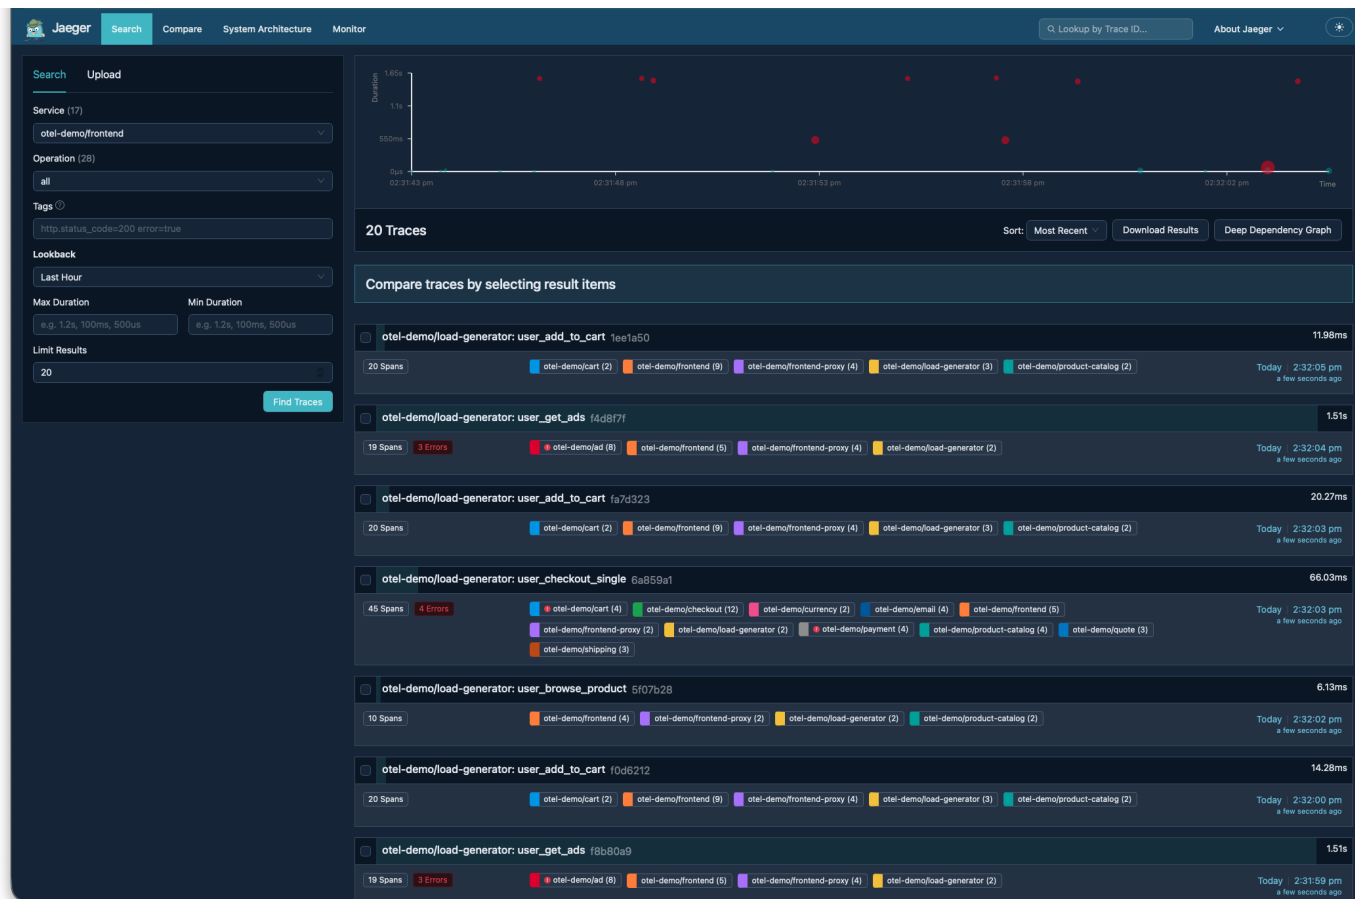 Jaeger Search Compare System Architecture Monitor Lookup by Trace ID... About Jaeger
Search Upload
Service (17)
otel-demo/frontend
Operation (28)
all
Tags
http.status_code=200 error=true
Lookback
Last Hour
Max Duration Min Duration
e.g. 1.2s, 100ms, 500us e.g. 1.2s, 100ms, 500us
Limit Results
20
Find Traces
Duration
1.65s
1.1s
550ms
0μs
02:31:43 pm 02:31:48 pm 02:31:53 pm 02:31:58 pm 02:32:03 pm Time
20 Traces Sort: Most Recent Download Results Deep Dependency Graph
Compare traces by selecting result items
otel-demo/load-generator: user_add_to_cart 1ee1a50 11.98ms
20 Spans otel-demo/cart (2) otel-demo/frontend (9) otel-demo/frontend-proxy (4) otel-demo/load-generator (3) otel-demo/product-catalog (2) Today 2:32:05 pm
a few seconds ago
otel-demo/load-generator: user_get_ads f4d8f7f 1.51s
19 Spans 3 Errors otel-demo/ad (8) otel-demo/frontend (5) otel-demo/frontend-proxy (4) otel-demo/load-generator (2) Today 2:32:04 pm
a few seconds ago
otel-demo/load-generator: user_add_to_cart fa7d323 20.27ms
20 Spans otel-demo/cart (2) otel-demo/frontend (9) otel-demo/frontend-proxy (4) otel-demo/load-generator (3) otel-demo/product-catalog (2) Today 2:32:03 pm
a few seconds ago
otel-demo/load-generator: user_checkout_single 6a859a1 66.03ms
45 Spans 4 Errors otel-demo/cart (4) otel-demo/checkout (12) otel-demo/currency (2) otel-demo/email (4) otel-demo/frontend (5) Today 2:32:03 pm
a few seconds ago
otel-demo/frontend-proxy (2) otel-demo/load-generator (2) otel-demo/payment (4) otel-demo/product-catalog (4) otel-demo/quote (3)
otel-demo/shipping (3)
otel-demo/load-generator: user_browse_product 5f07b28 6.13ms
10 Spans otel-demo/frontend (4) otel-demo/frontend-proxy (2) otel-demo/load-generator (2) otel-demo/product-catalog (2) Today 2:32:02 pm
a few seconds ago
otel-demo/load-generator: user_add_to_cart f0d6212 14.28ms
20 Spans otel-demo/cart (2) otel-demo/frontend (9) otel-demo/frontend-proxy (4) otel-demo/load-generator (3) otel-demo/product-catalog (2) Today 2:32:00 pm
a few seconds ago
otel-demo/load-generator: user_get_ads f8b80a9 1.51s
19 Spans 3 Errors otel-demo/ad (8) otel-demo/frontend (5) otel-demo/frontend-proxy (4) otel-demo/load-generator (2) Today 2:31:59 pm
a few seconds ago